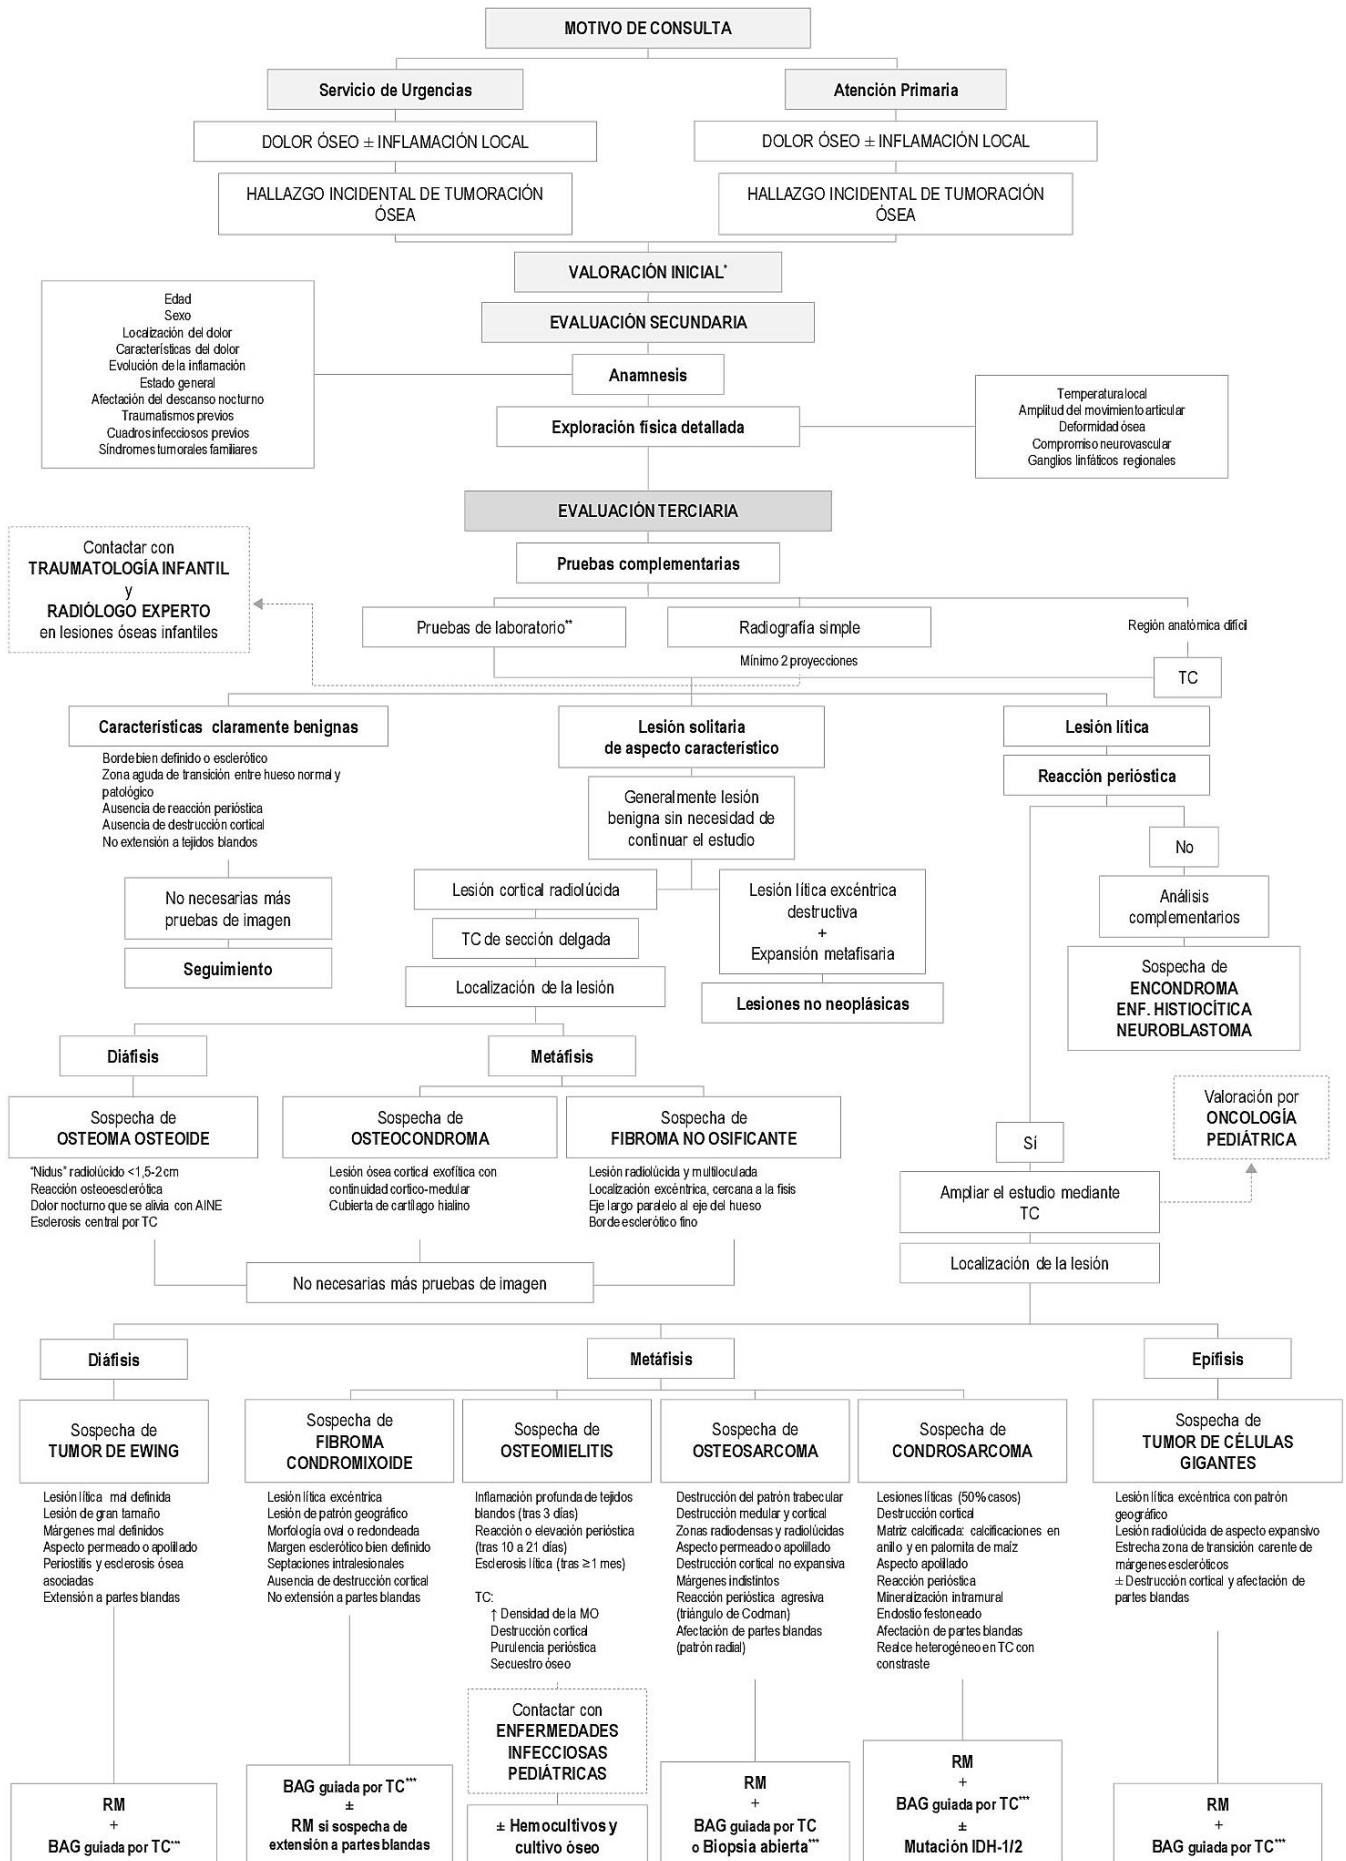 MOTIVO DE CONSULTA
Servicio de Urgencias
Atención Primaria
DOLOR ÓSEO ± INFLAMACIÓN LOCAL
DOLOR ÓSEO ± INFLAMACIÓN LOCAL
HALLAZGO INCIDENTAL DE TUMORACIÓN
ÓSEA
HALLAZGO INCIDENTAL DE TUMORACIÓN
ÓSEA
VALORACIÓN INICIAL*
EVALUACIÓN SECUNDARIA
Anamnesis
Edad
Sexo
Localización del dolor
Características del dolor
Evolución de la inflamación
Estado general
Afectación del descanso nocturno
Traumatismos previos
Cuadros infecciosos previos
Síndromes tumorales familiares
Exploración física detallada
Temperatura local
Amplitud del movimiento articular
Deformidad ósea
Compromiso neurovascular
Ganglios linfáticos regionales
EVALUACIÓN TERCIARIA
Pruebas complementarias
Contactar con
TRAUMATOLOGÍA INFANTIL
y
RADIÓLOGO EXPERTO
en lesiones óseas infantiles
Pruebas de laboratorio**
Radiografía simple
Mínimo 2 proyecciones
Región anatómica difícil
TC
Características claramente benignas
Borde bien definido o esclerótico
Zona aguda de transición entre hueso normal y
patológico
Ausencia de reacción perióstica
Ausencia de destrucción cortical
No extensión a tejidos blandos
No necesarias más
pruebas de imagen
Seguimiento
Lesión solitaria
de aspecto característico
Generalmente lesión
benigna sin necesidad de
continuar el estudio
Lesión cortical radiolúcida
TC de sección delgada
Localización de la lesión
Lesión lítica excéntrica
destructiva
+
Expansión metafisaria
Lesiones no neoplásicas
Lesión lítica
Reacción perióstica
No
Análisis
complementarios
Sospecha de
ENCONDROMA
ENF. HISTIOCÍTICA
NEUROBLASTOMA
Diáfisis
Metáfisis
Sospecha de
OSTEOMA OSTEOIDE
"Nidus" radiolúcido <1,5-2cm
Reacción osteoesclerótica
Dolor nocturno que se alivia con AINE
Esclerosis central por TC
Sospecha de
OSTEOCONDROMA
Lesión ósea cortical exofítica con
continuidad cortico-medular
Cubierta de cartílago hialino
Sospecha de
FIBROMA NO OSIFICANTE
Lesión radiolúcida y multiloculada
Localización excéntrica, cercana a la fisis
Eje largo paralelo al eje del hueso
Borde esclerótico fino
No necesarias más pruebas de imagen
Sí
Valoración por
ONCOLOGÍA
PEDIÁTRICA
Ampliar el estudio mediante
TC
Localización de la lesión
Diáfisis
Metáfisis
Epífisis
Sospecha de
TUMOR DE EWING
Lesión lítica mal definida
Lesión de gran tamaño
Márgenes mal definidos
Aspecto permeado o apolillado
Periostitis y esclerosis ósea
asociadas
Extensión a partes blandas
RM
+
BAG guiada por TC***
Sospecha de
FIBROMA
CONDROMIXOIDE
Lesión lítica excéntrica
Lesión de patrón geográfico
Morfología oval o redondeada
Margen esclerótico bien definido
Septaciones intralesionales
Ausencia de destrucción cortical
No extensión a partes blandas
BAG guiada por TC***
±
RM si sospecha de
extensión a partes blandas
Sospecha de
OSTEOMIELITIS
Inflamación profunda de tejidos
blandos (tras 3 días)
Reacción o elevación perióstica
(tras 10 a 21 días)
Esclerosis lítica (tras ≥1 mes)
TC:
↑ Densidad de la MO
Destrucción cortical
Purulencia perióstica
Secuestro óseo
Contactar con
ENFERMEDADES
INFECCIOSAS
PEDIÁTRICAS
± Hemocultivos y
cultivo óseo
Sospecha de
OSTEOSARCOMA
Destrucción del patrón trabecular
Destrucción medular y cortical
Zonas radiodensas y radiolúcidas
Aspecto permeado o apolillado
Destrucción cortical no expansiva
Márgenes indistintos
Reacción perióstica agresiva
(triángulo de Codman)
Afectación de partes blandas
(patrón radial)
RM
+
BAG guiada por TC
o Biopsia abierta***
Sospecha de
CONDROSARCOMA
Lesiones líticas (50% casos)
Destrucción cortical
Matriz calcificada: calcificaciones en
anillo y en palomita de maíz
Aspecto apolillado
Reacción perióstica
Mineralización intramural
Endostio festoneado
Afectación de partes blandas
Realce heterogéneo en TC con
constraste
RM
+
BAG guiada por TC***
±
Mutación IDH-1/2
Sospecha de
TUMOR DE CÉLULAS
GIGANTES
Lesión lítica excéntrica con patrón
geográfico
Lesión radiolúcida de aspecto expansivo
Estrecha zona de transición carente de
márgenes escleróticos
± Destrucción cortical y afectación de
partes blandas
RM
+
BAG guiada por TC***